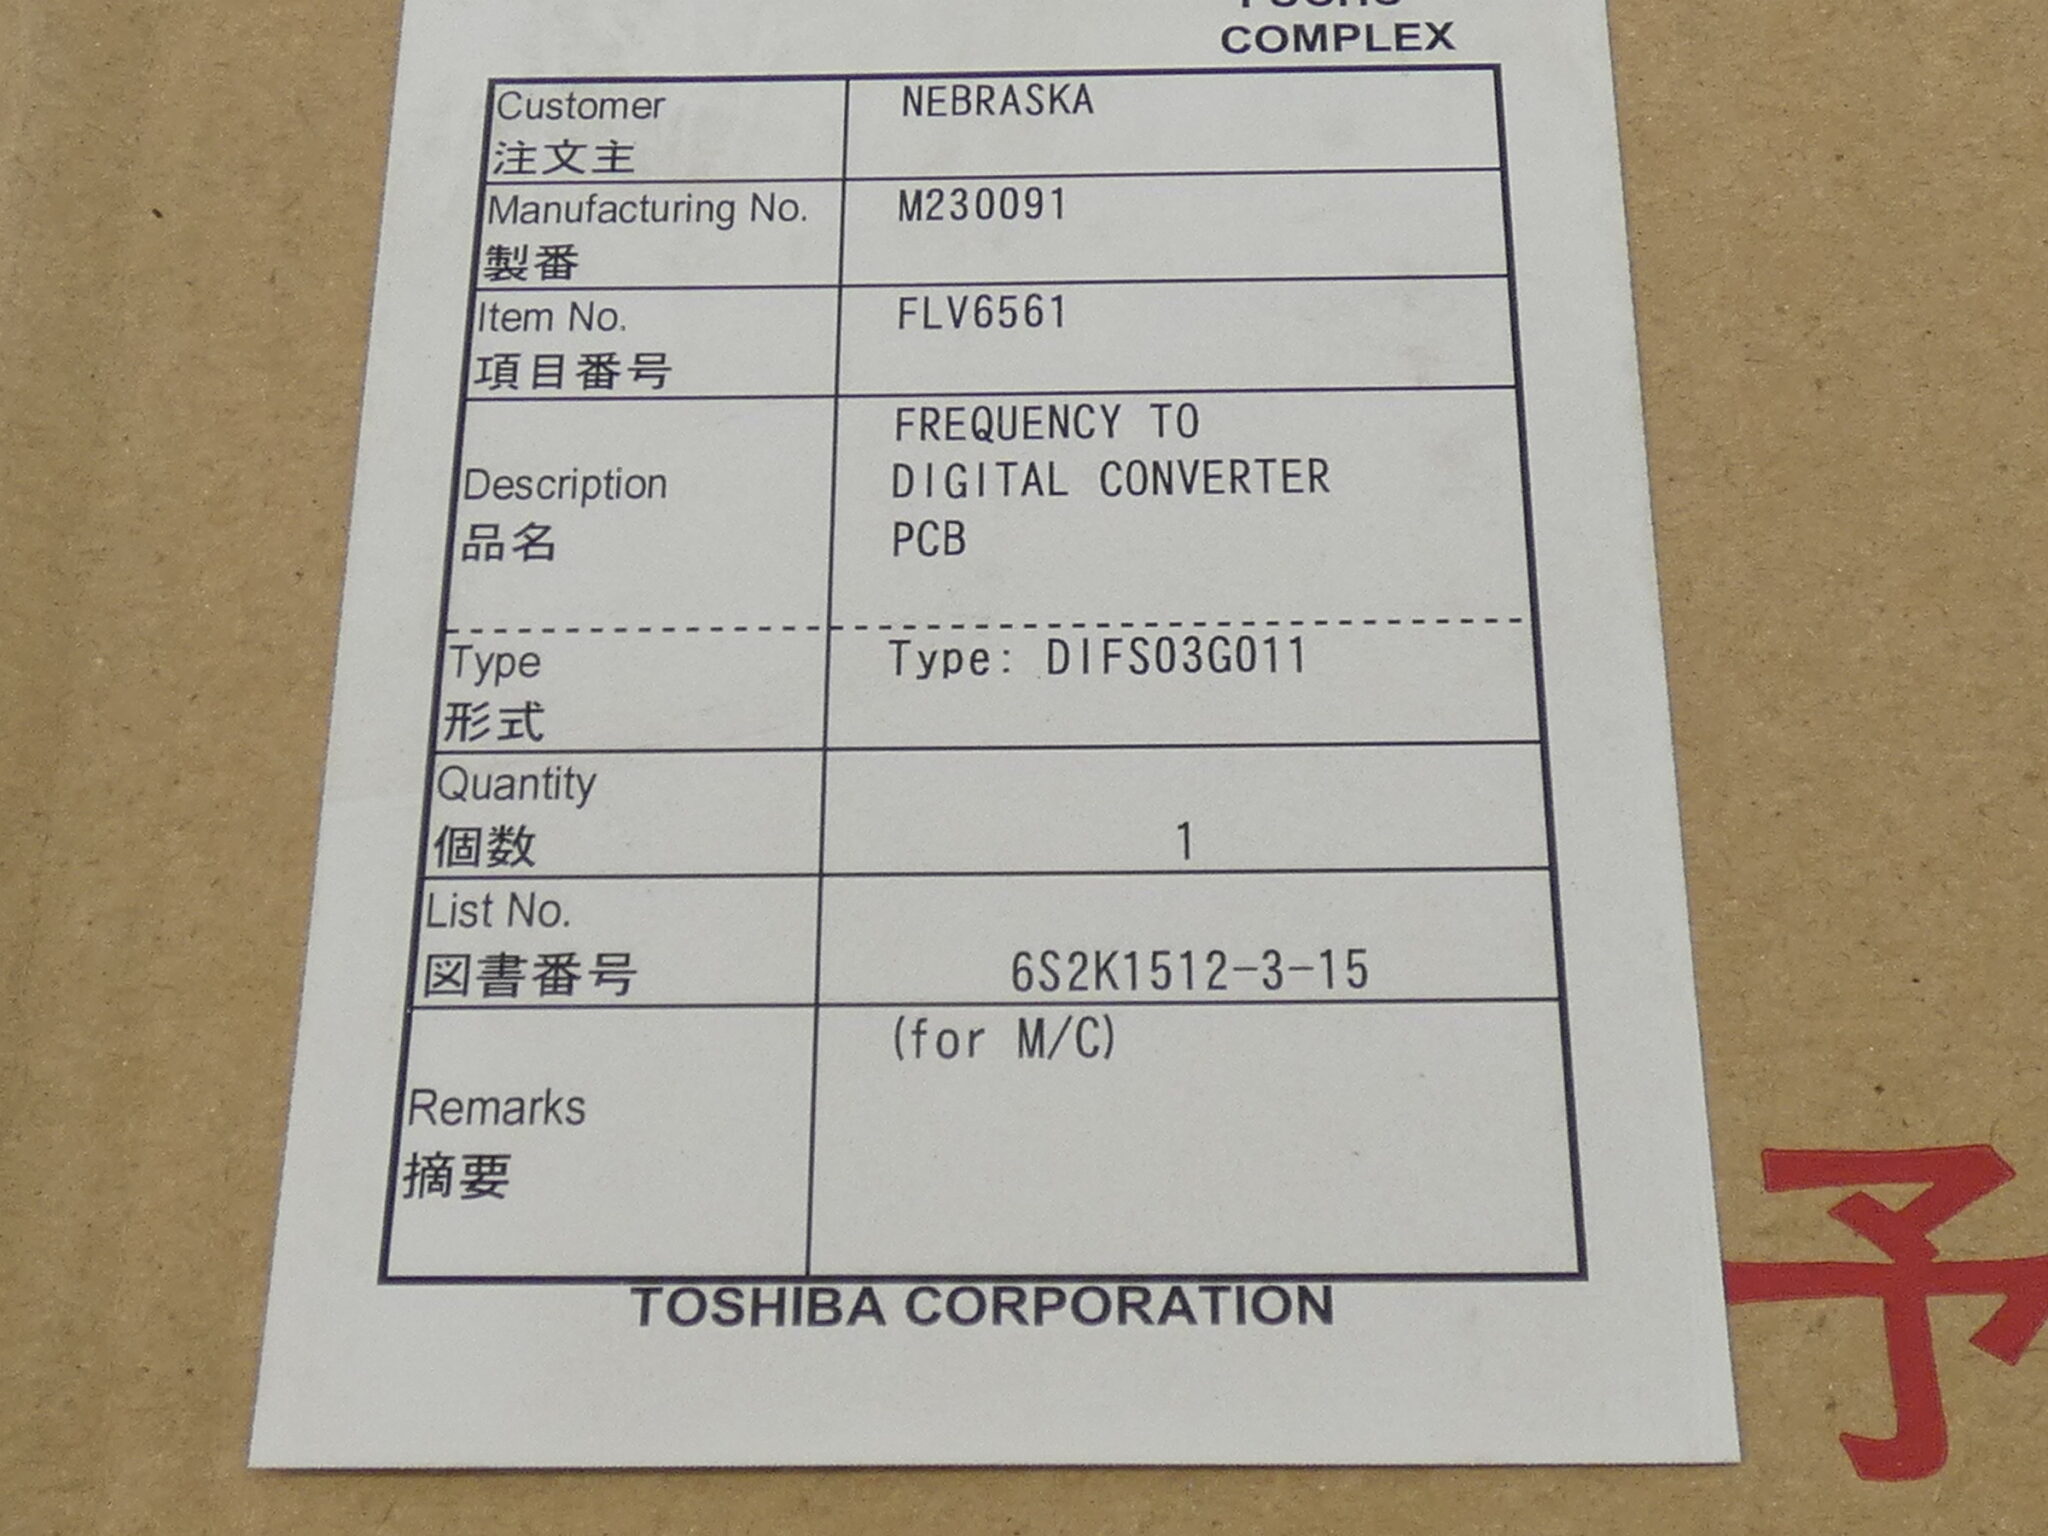 COMPLEX
Customer
注文主
NEBRASKA
Manufacturing No.
製番
M230091
Item No.
項目番号
FLV6561
Description
品名
FREQUENCY TO
DIGITAL CONVERTER
PCB
Type
形式
Type: DIFS03G011
Quantity
個数
1
List No.
図書番号
6S2K1512-3-15
Remarks
摘要
(for M/C)
TOSHIBA CORPORATION
予